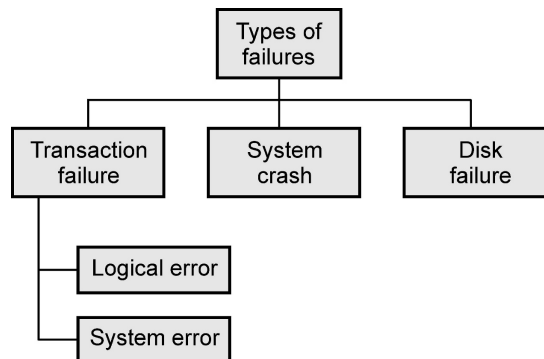 Types of
failures
Transaction
failure
System
crash
Disk
failure
Logical error
System error